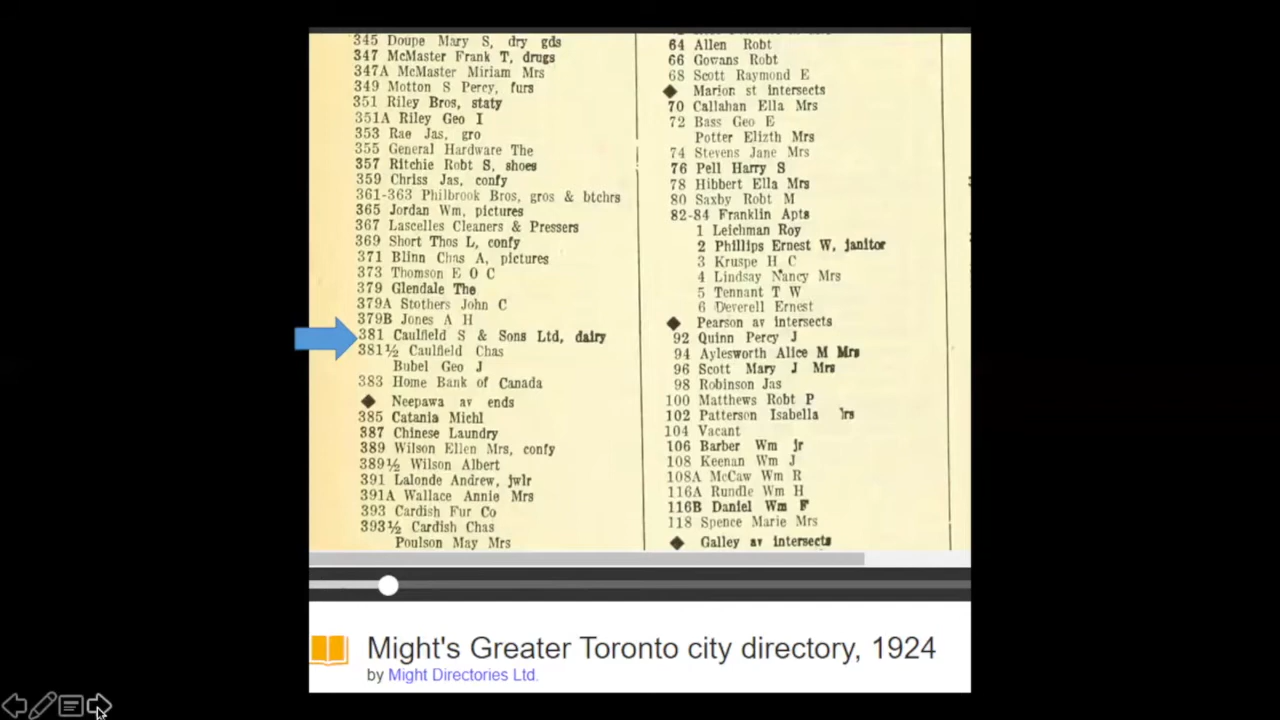 345 Doupe Mary S, dry gds
347 McMaster Frank T, drugs
347A McMaster Miriam Mrs
349 Motton S Percy, furs
351 Riley Bros, staty
351A Riley Geo I
353 Rae Jas, gro
355 General Hardware The
357 Ritchie Robt S, shoes
359 Chriss Jas, confy
361-363 Philbrook Bros, gros & btchrs
365 Jordan Wm, pictures
367 Lascelles Cleaners & Pressers
369 Short Thos L, confy
371 Blinn Chas A, pictures
373 Thomson E O C
379 Glendale The
379A Stothers John C
379B Jones A H
381 Caulfield S & Sons Ltd, dairy
381½ Caulfield Chas
Bubel Geo J
383 Home Bank of Canada
◆ Neepawa av ends
385 Catania Michl
387 Chinese Laundry
389 Wilson Ellen Mrs, confy
389½ Wilson Albert
391 Lalonde Andrew, jwlr
391A Wallace Annie Mrs
393 Cardish Fur Co
393½ Cardish Chas
Poulson May Mrs
64 Allen Robt
66 Gowans Robt
68 Scott Raymond E
◆ Marion st intersects
70 Callahan Ella Mrs
72 Bass Geo E
Potter Elizth Mrs
74 Stevens Jane Mrs
76 Pell Harry S
78 Hibbert Ella Mrs
80 Saxby Robt M
82-84 Franklin Apts
1 Leichman Roy
2 Phillips Ernest W, janitor
3 Kruspe H C
4 Lindsay Nancy Mrs
5 Tennant T W
6 Deverell Ernest
◆ Pearson av intersects
92 Quinn Percy J
94 Aylesworth Alice M Mrs
96 Scott Mary J Mrs
98 Robinson Jas
100 Matthews Robt P
102 Patterson Isabella
104 Vacant
106 Barber Wm jr
108 Keenan Wm J
108A McCaw Wm R
116A Rundle Wm H
116B Daniel Wm F
118 Spence Marie Mrs
◆ Galley av intersects
Might's Greater Toronto city directory, 1924
by Might Directories Ltd.